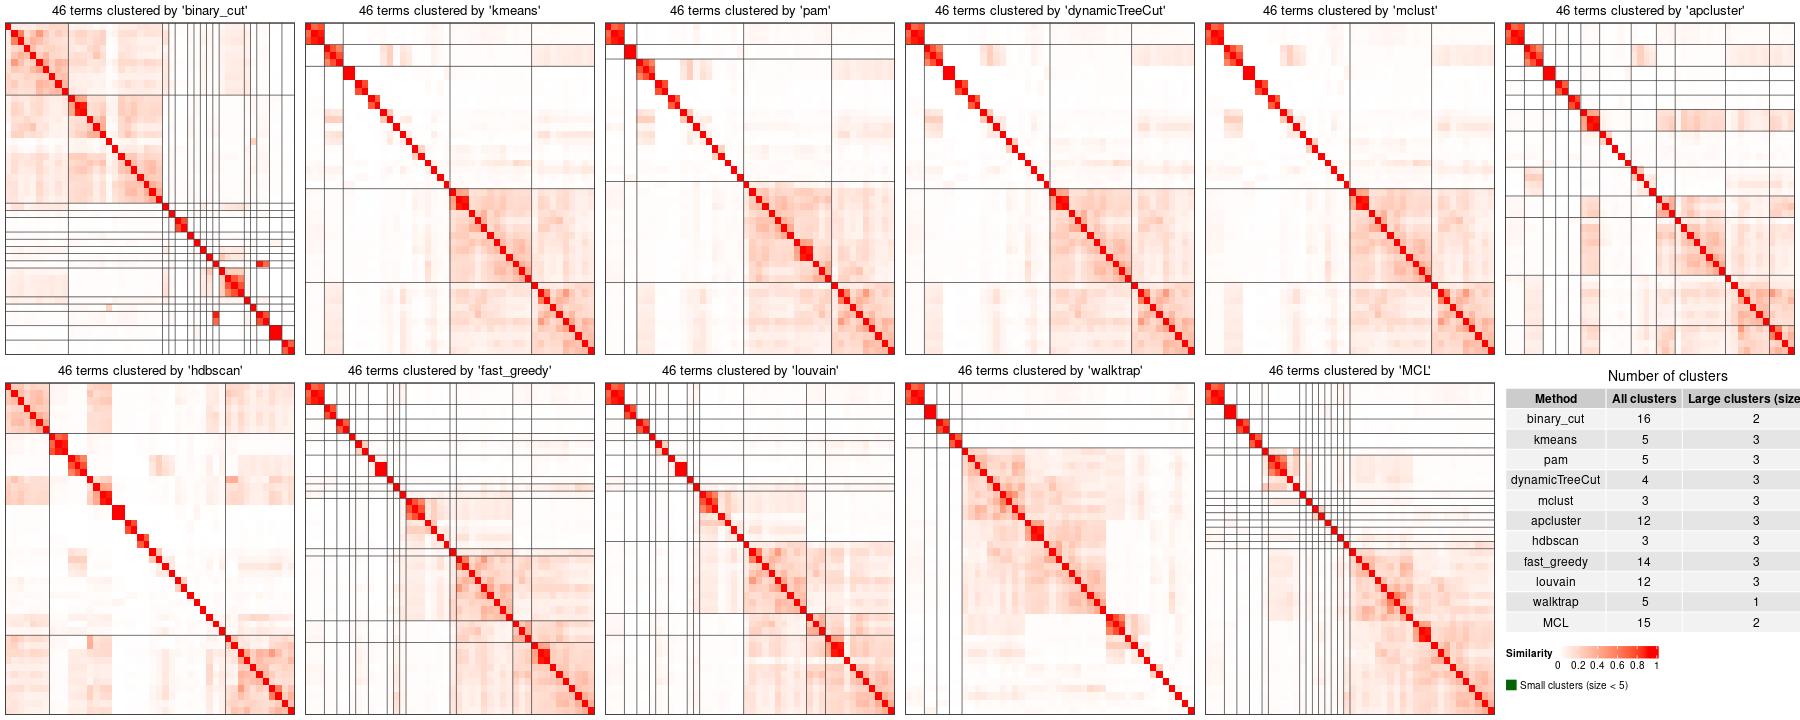 46 terms clustered by 'binary_cut'
46 terms clustered by 'kmeans'
46 terms clustered by 'pam'
46 terms clustered by 'dynamicTreeCut'
46 terms clustered by 'mclust'
46 terms clustered by 'apcluster'
46 terms clustered by 'hdbscan'
46 terms clustered by 'fast_greedy'
46 terms clustered by 'louvain'
46 terms clustered by 'walktrap'
46 terms clustered by 'MCL'
Number of clusters
Method All clusters Large clusters (size
binary_cut 16 2
kmeans 5 3
pam 5 3
dynamicTreeCut 4 3
mclust 3 3
apcluster 12 3
hdbscan 3 3
fast_greedy 14 3
louvain 12 3
walktrap 5 1
MCL 15 2
Similarity
0 0.2 0.4 0.6 0.8 1
Small clusters (size < 5)